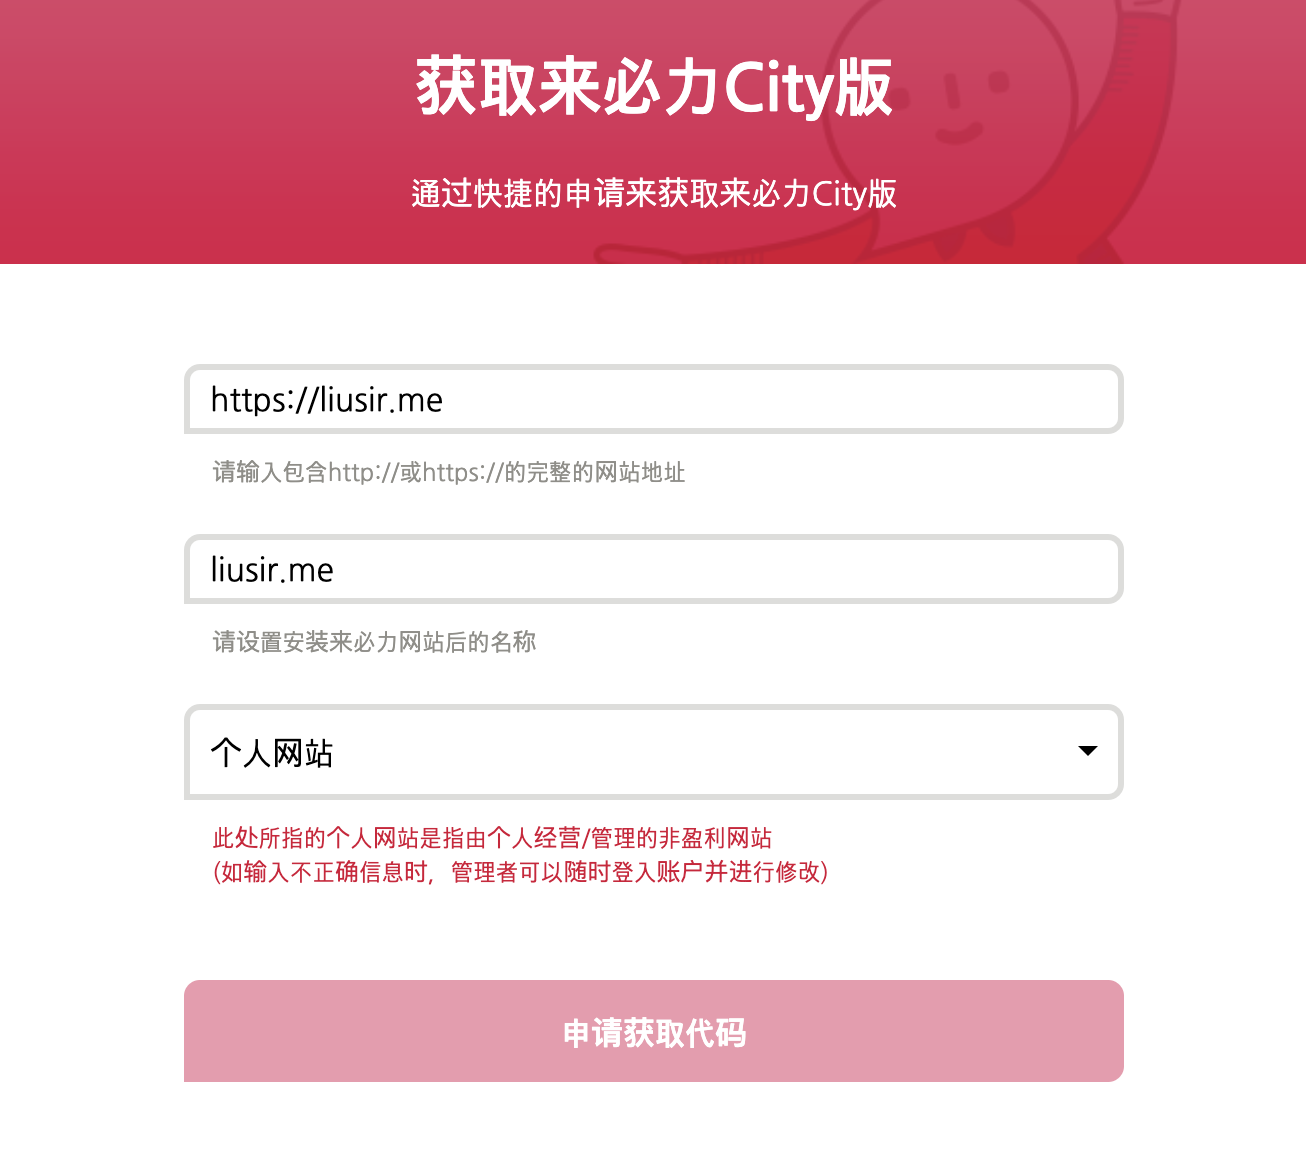 获取来必力City版
通过快捷的申请来获取来必力City版
https://liusir.me
请输入包含http://或https://的完整的网站地址
liusir.me
请设置安装来必力网站后的名称
个人网站
此处所指的个人网站是指由个人经营/管理的非盈利网站
(如输入不正确信息时，管理者可以随时登入账户并进行修改)
申请获取代码